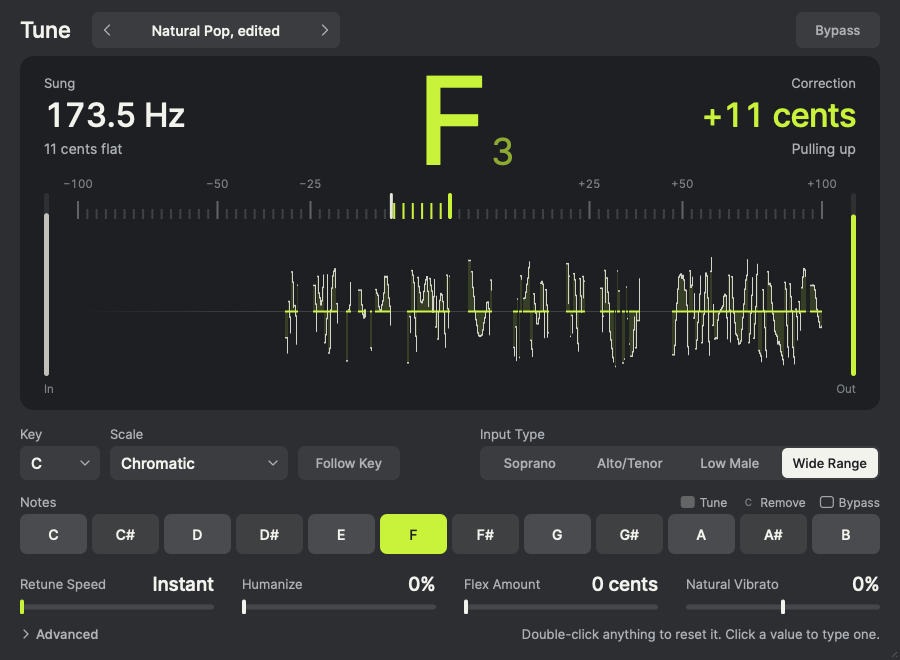 Tune
Natural Pop, edited
Bypass
Sung
173.5 Hz
11 cents flat
F3
Correction
+11 cents
Pulling up
−100 −50 −25 +25 +50 +100
In
Out
Key
Scale
Input Type
C
Chromatic
Follow Key
Soprano
Alto/Tenor
Low Male
Wide Range
Notes
Tune
C Remove
Bypass
C C# D D# E F F# G G# A A# B
Retune Speed Instant
Humanize 0%
Flex Amount 0 cents
Natural Vibrato 0%
Advanced
Double-click anything to reset it. Click a value to type one.